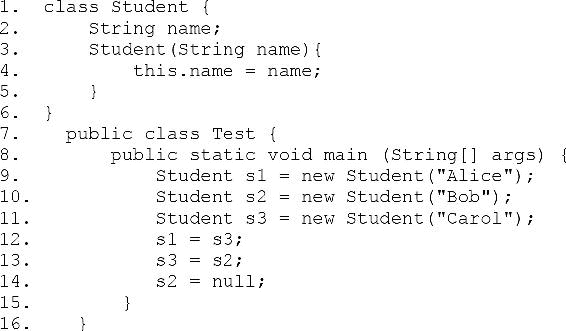 1. class Student {
2. String name;
3. Student(String name){
4. this.name = name;
5. }
6. }
7. public class Test {
8. public static void main (String[] args) {
9. Student s1 = new Student("Alice");
10. Student s2 = new Student("Bob");
11. Student s3 = new Student("Carol");
12. s1 = s3;
13. s3 = s2;
14. s2 = null;
15. }
16. }